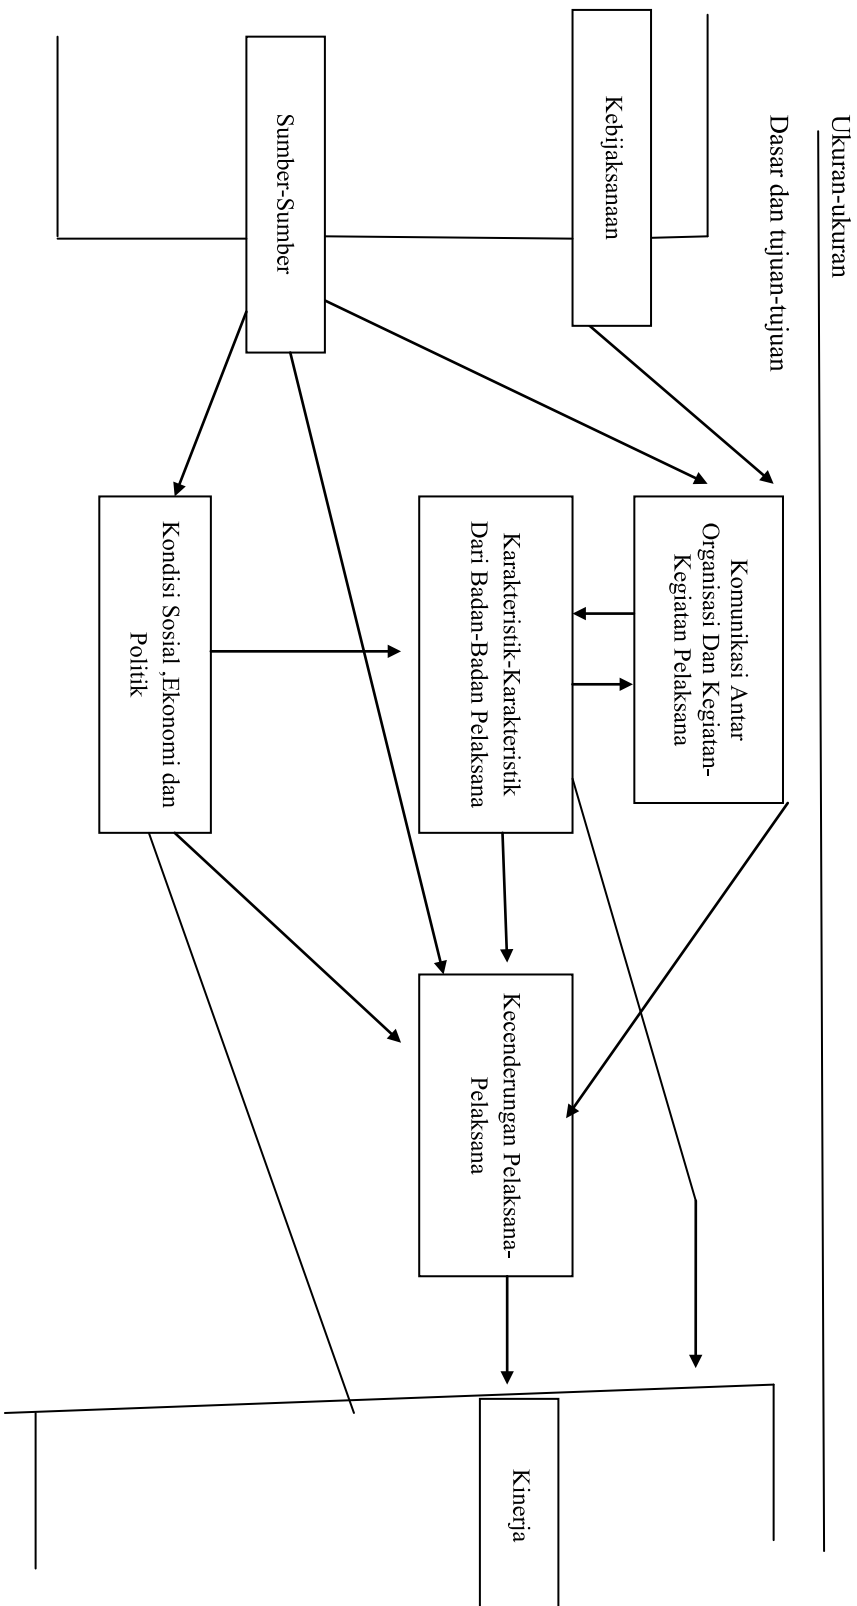 Ukuran-ukuran
Dasar dan tujuan-tujuan
Kebijaksanaan
Sumber-Sumber
Komunikasi Antar
Organisasi Dan Kegiatan-
Kegiatan Pelaksana
Karakteristik-Karakteristik
Dari Badan-Badan Pelaksana
Kondisi Sosial ,Ekonomi dan
Politik
Kecenderungan Pelaksana-
Pelaksana
Kinerja